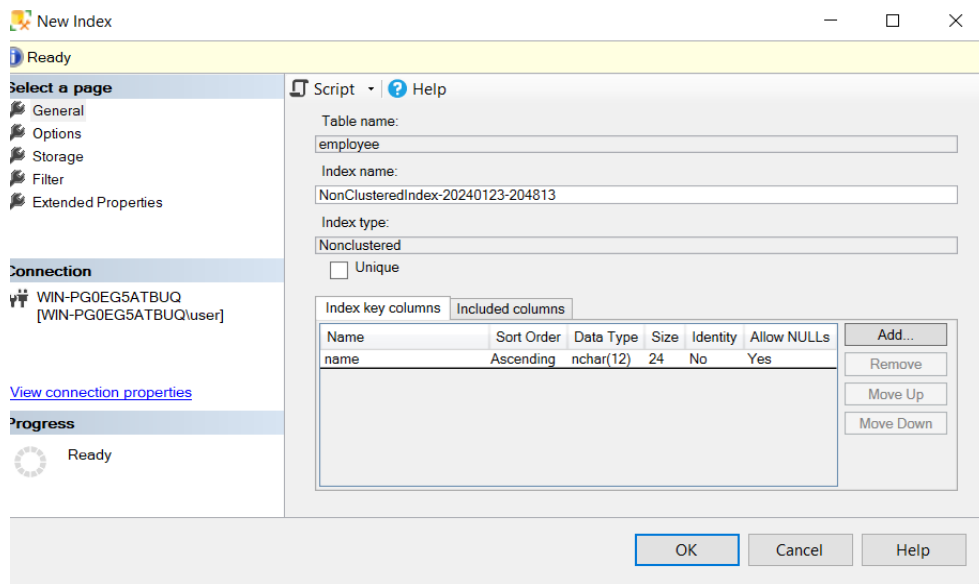 New Index
Ready
Select a page
General
Options
Storage
Filter
Extended Properties
Connection
WIN-PG0EG5ATBUQ
[WIN-PG0EG5ATBUQ\user]
View connection properties
Progress
Ready
Script Help
Table name:
employee
Index name:
NonClusteredIndex-20240123-204813
Index type:
Nonclustered
Unique
Index key columns Included columns
Name Sort Order Data Type Size Identity Allow NULLs
name Ascending nchar(12) 24 No Yes
Add...
Remove
Move Up
Move Down
OK Cancel Help